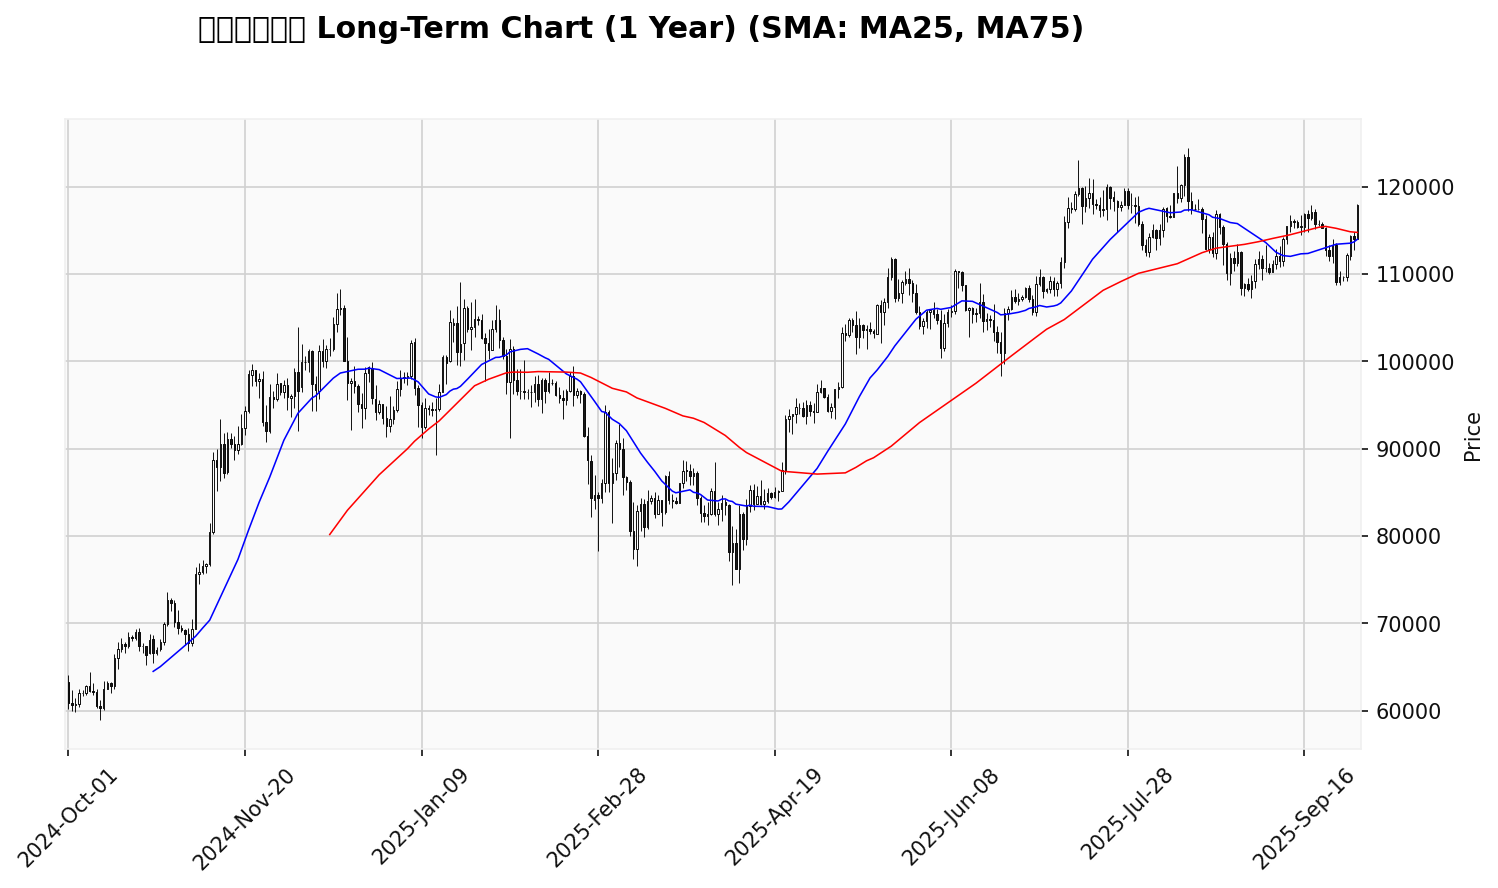 Long-Term Chart (1 Year) (SMA: MA25, MA75)
120000
110000
100000
90000
80000
70000
60000
Price
2024-Oct-01
2024-Nov-20
2025-Jan-09
2025-Feb-28
2025-Apr-19
2025-Jun-08
2025-Jul-28
2025-Sep-16